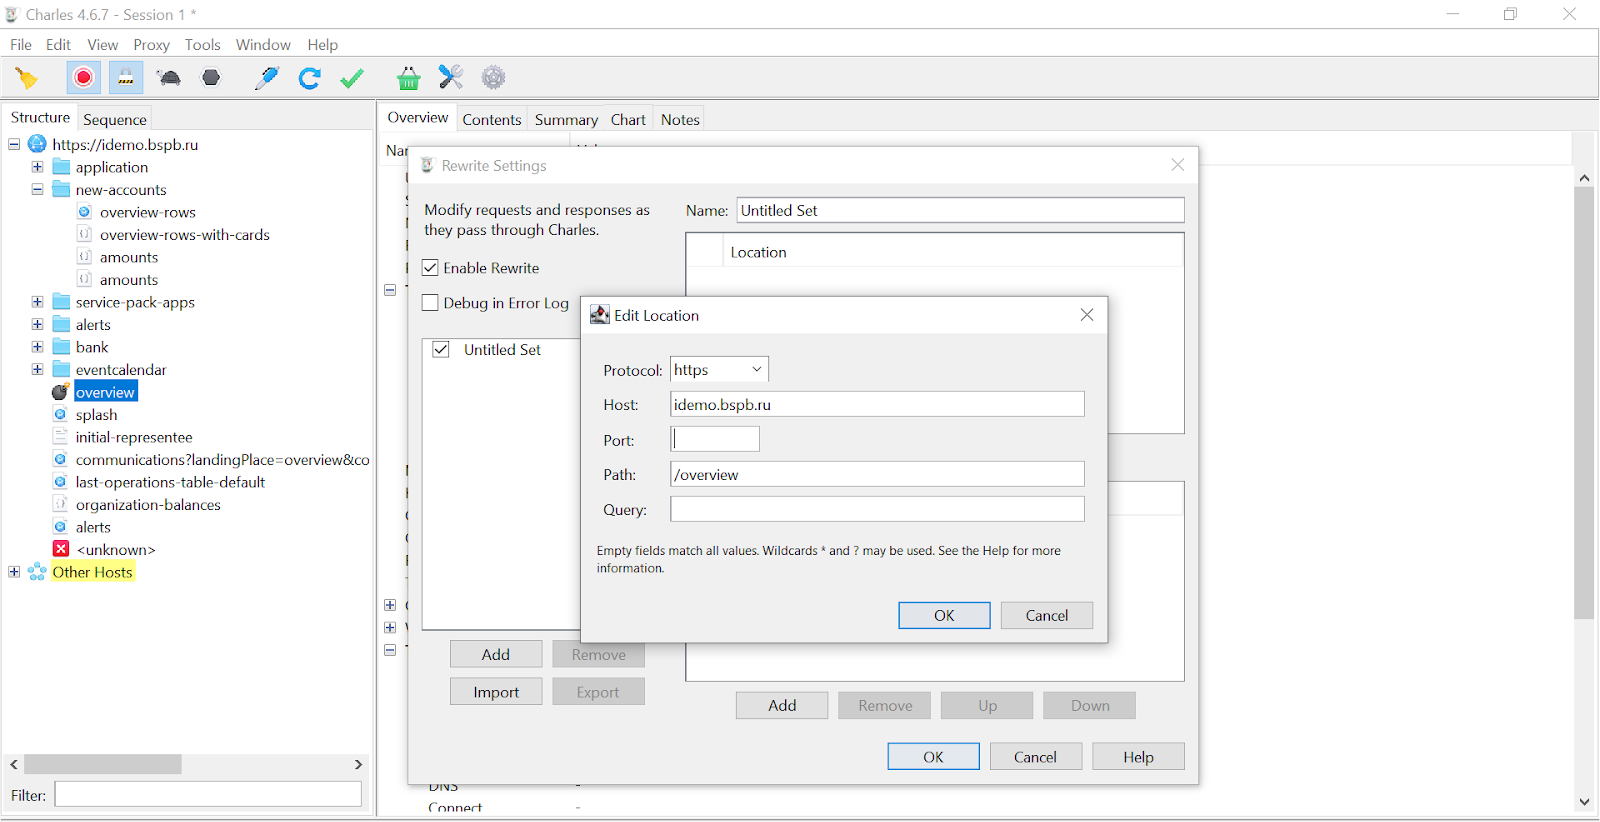 Charles 4.6.7 - Session 1 *
File Edit View Proxy Tools Window Help
Structure Sequence
https://idemo.bspb.ru
application
new-accounts
overview-rows
overview-rows-with-cards
amounts
amounts
service-pack-apps
alerts
bank
eventcalendar
overview
splash
initial-representee
communications?landingPlace=overview&co
last-operations-table-default
organization-balances
alerts
<unknown>
Other Hosts
Filter:
Overview Contents Summary Chart Notes
Rewrite Settings
Modify requests and responses as
they pass through Charles.
Enable Rewrite
Debug in Error Log
Untitled Set
Add Remove
Import Export
Name: Untitled Set
Location
Edit Location
Protocol: https
Host: idemo.bspb.ru
Port:
Path: /overview
Query:
Empty fields match all values. Wildcards * and ? may be used. See the Help for more
information.
OK Cancel
Add Remove Up Down
OK Cancel Help
DNS -
Connect -